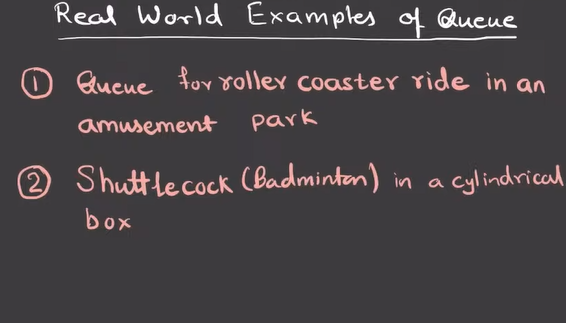 Real World Examples of Queue
① Queue for roller coaster ride in an
amusement park
② Shuttlecock (Badminton) in a cylindrical
box